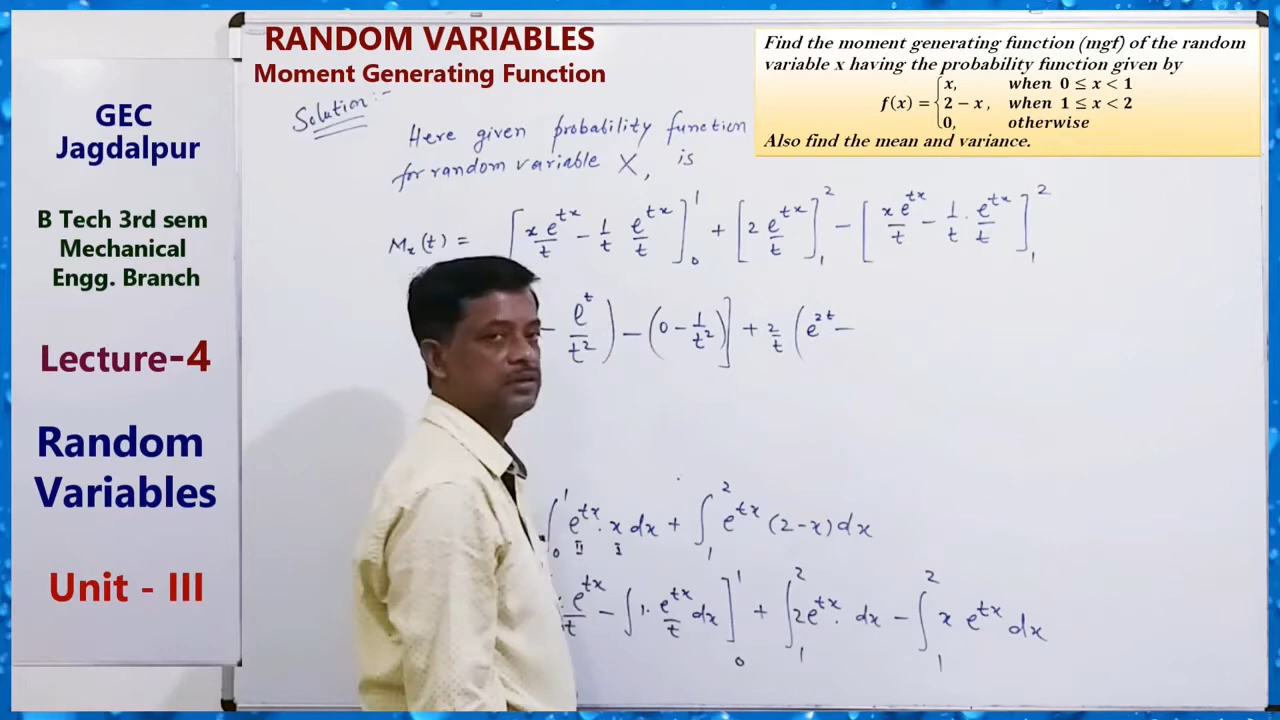 RANDOM VARIABLES
Moment Generating Function
Find the moment generating function (mgf) of the random
variable x having the probability function given by
f(x) = { x, when 0 ≤ x < 1
2 − x , when 1 ≤ x < 2
0, otherwise
Also find the mean and variance.
GEC
Jagdalpur
B Tech 3rd sem
Mechanical
Engg. Branch
Lecture-4
Random
Variables
Unit - III
Solution:-
Here given probability function
for random variable X, is
Mx(t) = [x e^tx/t − 1/t e^tx/t]_0^1 + [2 e^tx/t]_1^2 − [x e^tx/t − 1/t . e^tx/t]_1^2
− e^t/t^2) − (0 − 1/t^2)] + 2/t (e^2t −
∫_0^1 e^tx . x dx + ∫_1^2 e^tx (2-x) dx
II I
. e^tx/t − ∫ 1. e^tx/t dx]_0^1 + ∫_1^2 2e^tx . dx − ∫_1^2 x e^tx dx